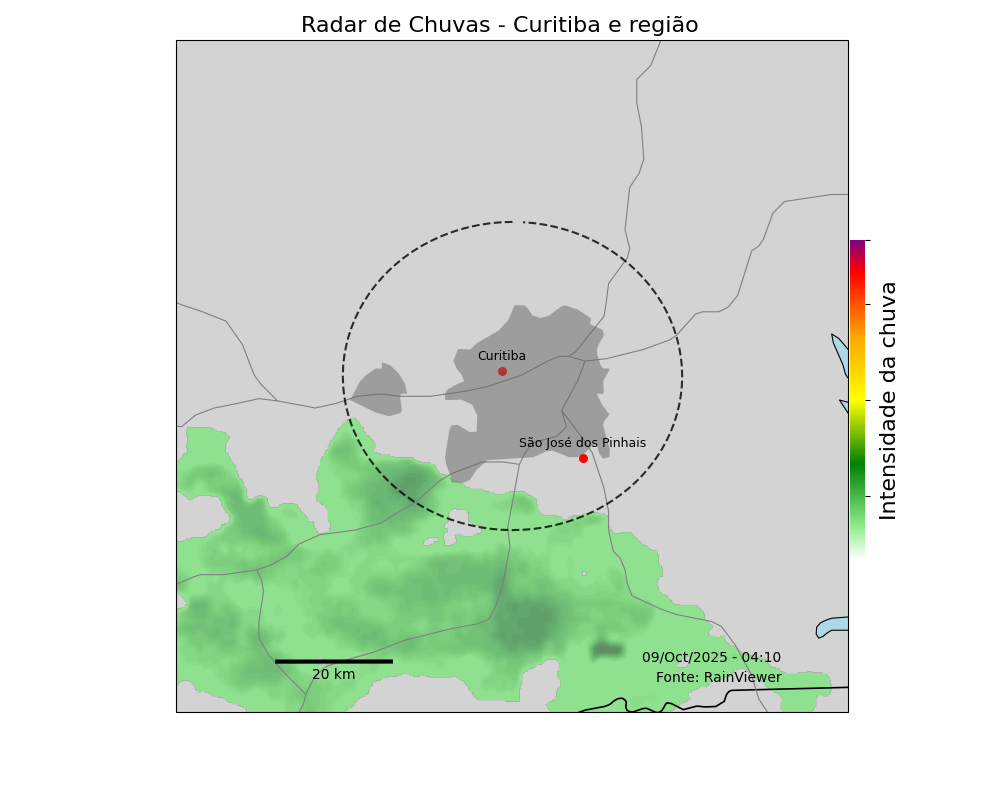 Radar de Chuvas - Curitiba e região
Curitiba
São José dos Pinhais
Intensidade da chuva
09/Oct/2025 - 04:10
Fonte: RainViewer
20 km